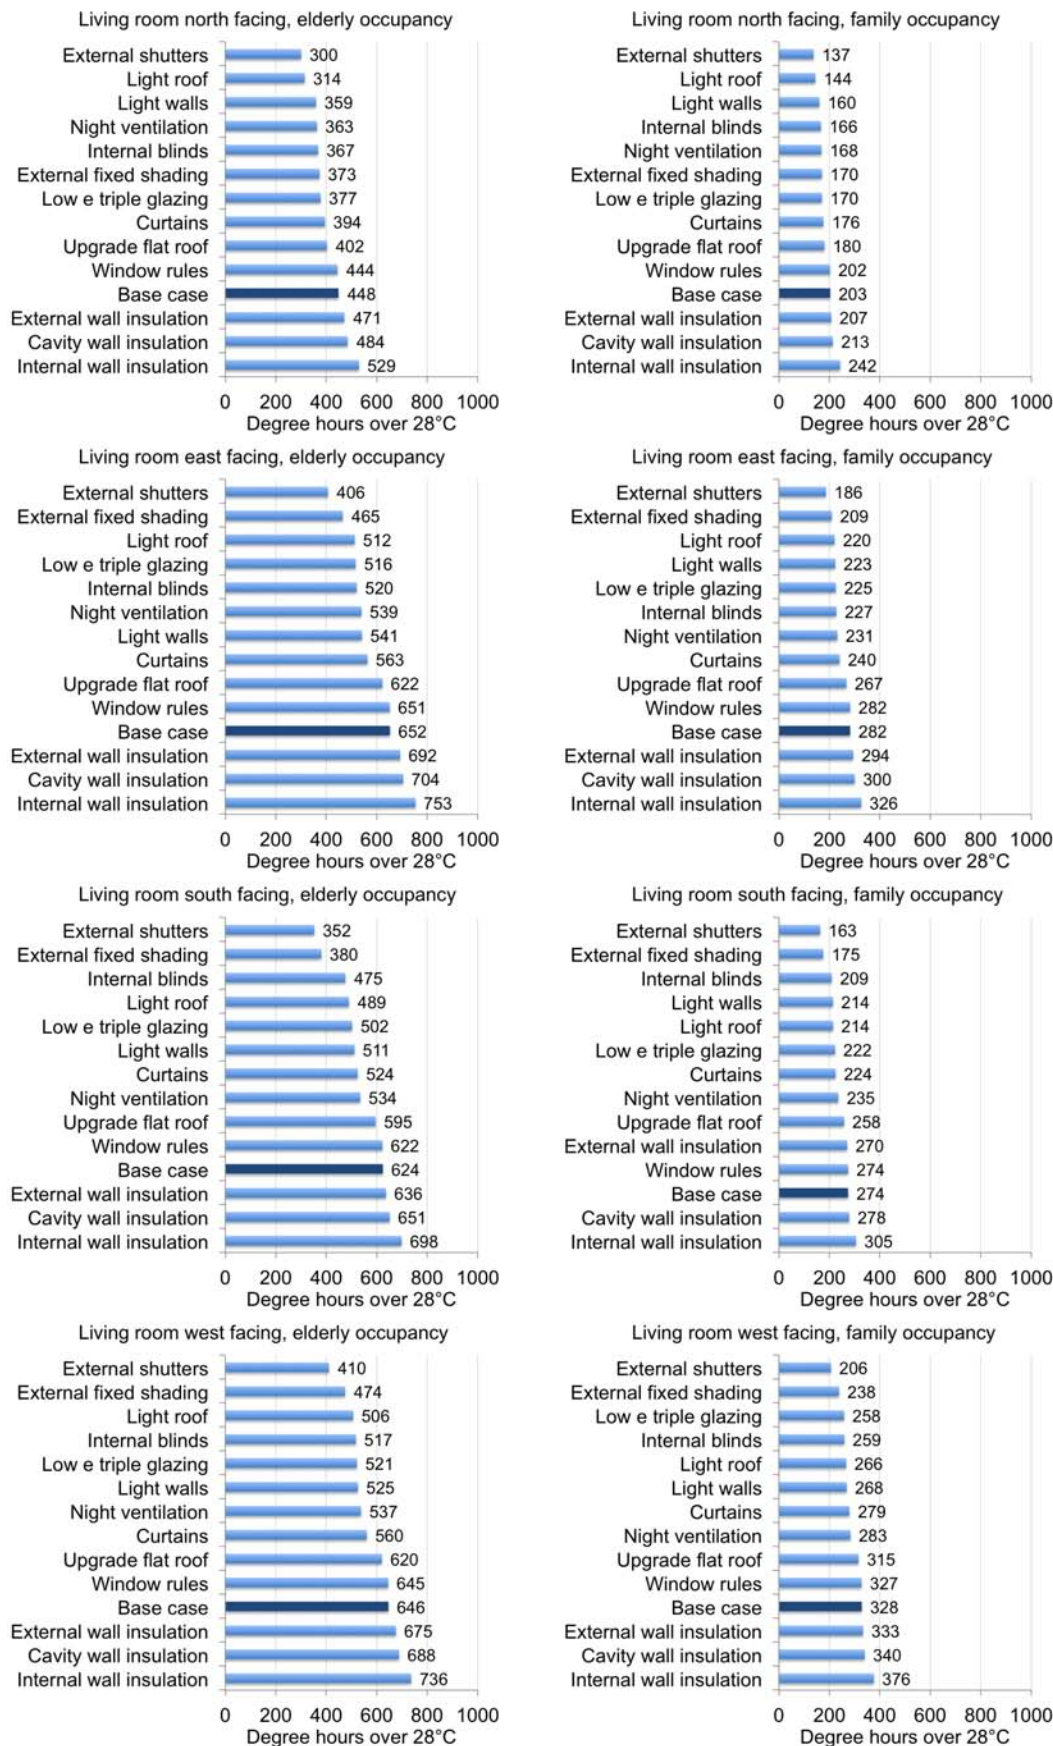 Living room north facing, elderly occupancy
External shutters 300
Light roof 314
Light walls 359
Night ventilation 363
Internal blinds 367
External fixed shading 373
Low e triple glazing 377
Curtains 394
Upgrade flat roof 402
Window rules 444
Base case 448
External wall insulation 471
Cavity wall insulation 484
Internal wall insulation 529
0 200 400 600 800 1000
Degree hours over 28°C
Living room north facing, family occupancy
External shutters 137
Light roof 144
Light walls 160
Internal blinds 166
Night ventilation 168
External fixed shading 170
Low e triple glazing 170
Curtains 176
Upgrade flat roof 180
Window rules 202
Base case 203
External wall insulation 207
Cavity wall insulation 213
Internal wall insulation 242
0 200 400 600 800 1000
Degree hours over 28°C
Living room east facing, elderly occupancy
External shutters 406
External fixed shading 465
Light roof 512
Low e triple glazing 516
Internal blinds 520
Night ventilation 539
Light walls 541
Curtains 563
Upgrade flat roof 622
Window rules 651
Base case 652
External wall insulation 692
Cavity wall insulation 704
Internal wall insulation 753
0 200 400 600 800 1000
Degree hours over 28°C
Living room east facing, family occupancy
External shutters 186
External fixed shading 209
Light roof 220
Light walls 223
Low e triple glazing 225
Internal blinds 227
Night ventilation 231
Curtains 240
Upgrade flat roof 267
Window rules 282
Base case 282
External wall insulation 294
Cavity wall insulation 300
Internal wall insulation 326
0 200 400 600 800 1000
Degree hours over 28°C
Living room south facing, elderly occupancy
External shutters 352
External fixed shading 380
Internal blinds 475
Light roof 489
Low e triple glazing 502
Light walls 511
Curtains 524
Night ventilation 534
Upgrade flat roof 595
Window rules 622
Base case 624
External wall insulation 636
Cavity wall insulation 651
Internal wall insulation 698
0 200 400 600 800 1000
Degree hours over 28°C
Living room south facing, family occupancy
External shutters 163
External fixed shading 175
Internal blinds 209
Light walls 214
Light roof 214
Low e triple glazing 222
Curtains 224
Night ventilation 235
Upgrade flat roof 258
External wall insulation 270
Window rules 274
Base case 274
Cavity wall insulation 278
Internal wall insulation 305
0 200 400 600 800 1000
Degree hours over 28°C
Living room west facing, elderly occupancy
External shutters 410
External fixed shading 474
Light roof 506
Internal blinds 517
Low e triple glazing 521
Light walls 525
Night ventilation 537
Curtains 560
Upgrade flat roof 620
Window rules 645
Base case 646
External wall insulation 675
Cavity wall insulation 688
Internal wall insulation 736
0 200 400 600 800 1000
Degree hours over 28°C
Living room west facing, family occupancy
External shutters 206
External fixed shading 238
Low e triple glazing 258
Internal blinds 259
Light roof 266
Light walls 268
Curtains 279
Night ventilation 283
Upgrade flat roof 315
Window rules 327
Base case 328
External wall insulation 333
Cavity wall insulation 340
Internal wall insulation 376
0 200 400 600 800 1000
Degree hours over 28°C